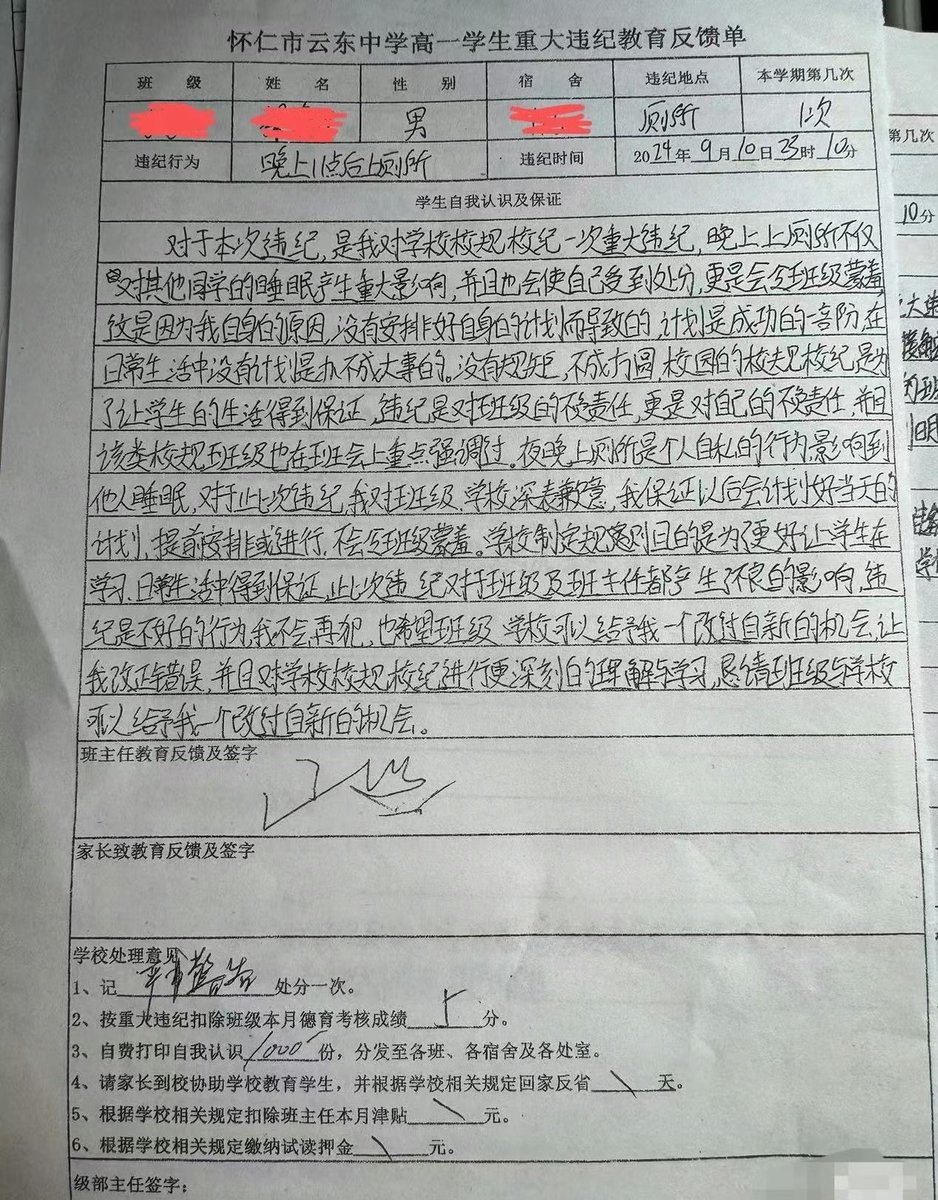 怀仁市云东中学高一学生重大违纪教育反馈单
班 级 姓 名 性 别 宿 舍 违纪地点 本学期第几次
男 厕所 1次
违纪行为 晚上11点后上厕所 违纪时间 2024年9月10日23时10分
学生自我认识及保证
对于本次违纪,是我对学校校规校纪一次重大违纪,晚上上厕所不仅
对其他同学的睡眠产生重大影响,并且也会使自己受到处分,更是会令班级蒙羞
这是因为我自身的原因,没有安排好自身的计划而导致的,计划是成功的一部分,在
日常生活中没有计划是办不成大事的。没有规矩,不成方圆,校园的校规校纪是为
了让学生的生活得到保证,违纪是对班级的不负责任,更是对自己的不负责任,并且
该类校规班级也在班会上重点强调过。夜晚上厕所是个人自私的行为,影响到
他人睡眠,对于此次违纪,我对班级、学校深表歉意,我保证以后会计划好当天的
计划,提前安排或进行,不会令班级蒙羞。学校制定规章原则目的是为了更好让学生在
学习、日常生活中得到保证,此次违纪对于班级及班主任都产生了不良的影响,违
纪是不好的行为,我不会再犯,也希望班级、学校可以给予我一个改过自新的机会,让
我改正错误,并且对学校校规、校纪进行更深刻的理解与学习,恳请班级与学校
可以给予我一个改过自新的机会。
班主任教育反馈及签字
家长致教育反馈及签字
学校处理意见
1、记 严重警告 处分一次。
2、按重大违纪扣除班级本月德育考核成绩 5 分。
3、自费打印自我认识 1000 份,分发至各班、各宿舍及各处室。
4、请家长到校协助学校教育学生,并根据学校相关规定回家反省 \ 天。
5、根据学校相关规定扣除班主任本月津贴 \ 元。
6、根据学校相关规定缴纳试读押金 \ 元。
级部主任签字:
第几次
10分